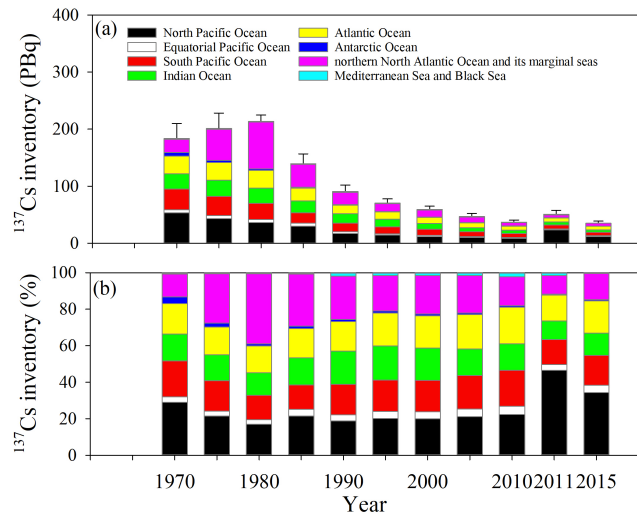 (a)
North Pacific Ocean
Equatorial Pacific Ocean
South Pacific Ocean
Indian Ocean
Atlantic Ocean
Antarctic Ocean
northern North Atlantic Ocean and its marginal seas
Mediterranean Sea and Black Sea
¹³⁷Cs inventory (PBq)
400
300
200
100
0
(b)
¹³⁷Cs inventory (%)
100
80
60
40
20
0
1970
1980
1990
2000
2010
2011
2015
Year